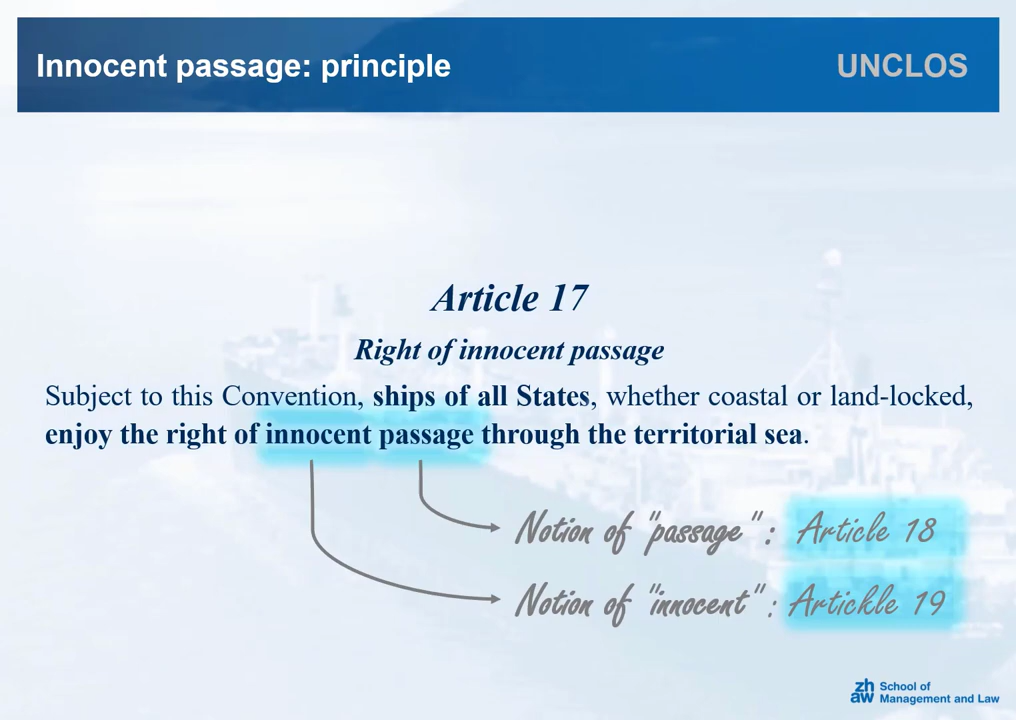 Innocent passage: principle
UNCLOS
Article 17
Right of innocent passage
Subject to this Convention, ships of all States, whether coastal or land-locked,
enjoy the right of innocent passage through the territorial sea.
Notion of "passage" : Article 18
Notion of "innocent" : Artickle 19
zh
aw
School of
Management and Law